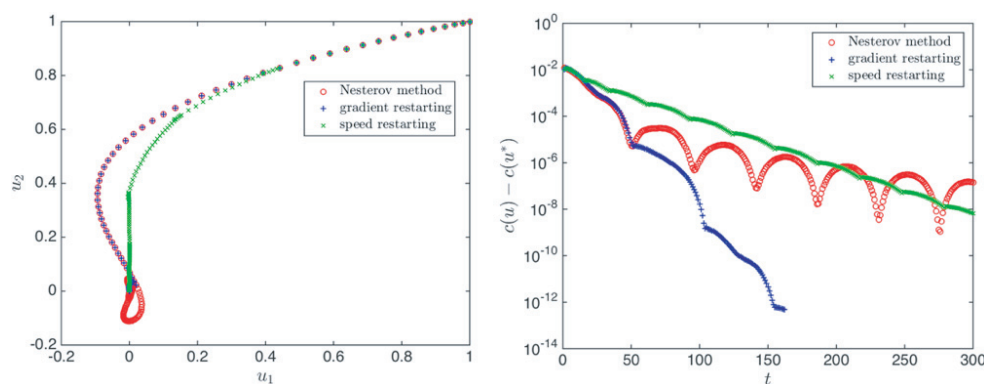 1
0.8
0.6
0.4
0.2
0
-0.2
u₂
-0.2 0 0.2 0.4 0.6 0.8 1
u₁
Nesterov method
gradient restarting
speed restarting
10⁰
10⁻²
10⁻⁴
10⁻⁶
10⁻⁸
10⁻¹⁰
10⁻¹²
10⁻¹⁴
c(u) − c(u*)
0 50 100 150 200 250 300
t
Nesterov method
gradient restarting
speed restarting